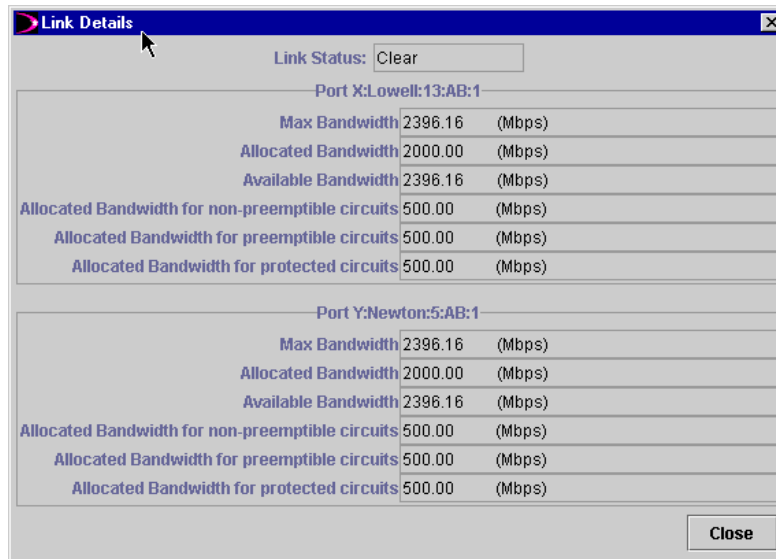 Link Details
Link Status: Clear
Port X:Lowell:13:AB:1
Max Bandwidth 2396.16 (Mbps)
Allocated Bandwidth 2000.00 (Mbps)
Available Bandwidth 2396.16 (Mbps)
Allocated Bandwidth for non-preemptible circuits 500.00 (Mbps)
Allocated Bandwidth for preemptible circuits 500.00 (Mbps)
Allocated Bandwidth for protected circuits 500.00 (Mbps)
Port Y:Newton:5:AB:1
Max Bandwidth 2396.16 (Mbps)
Allocated Bandwidth 2000.00 (Mbps)
Available Bandwidth 2396.16 (Mbps)
Allocated Bandwidth for non-preemptible circuits 500.00 (Mbps)
Allocated Bandwidth for preemptible circuits 500.00 (Mbps)
Allocated Bandwidth for protected circuits 500.00 (Mbps)
Close